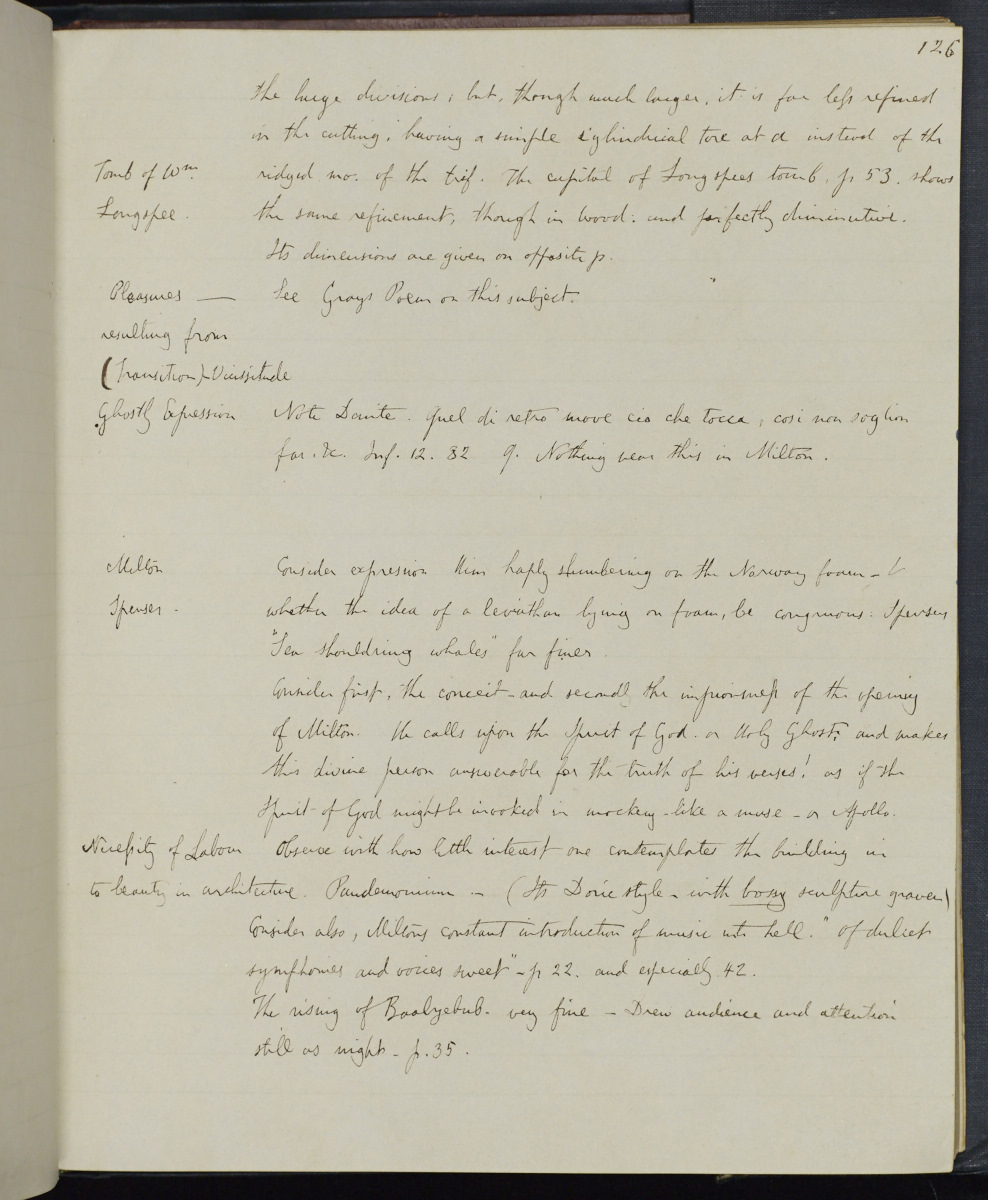 126
the large divisions; but, though much larger, it is far less refined
in the cutting; having a simple cylindrical tore at a instead of the
Tomb of Wm. ridged mo. of the trif. The capital of Longspees tomb, p. 53. shows
Longspee. the same refinement, though in wood: and perfectly diminutive.
Its dimensions are given on opposite p.
Pleasures — See Grays Poem on this subject.
resulting from
(Transition) - Vicissitude
Ghostly Expression Note Dante. quel di retro move cio che tocca, cosi non soglion
far. &c. Inf. 12. 82 q. Nothing near this in Milton.
Milton Consider expression Him haply slumbering on the Norway foam -
Spenser - whether the idea of a leviathan lying on foam, be congruous: Spensers
"Sea shouldring whales" far finer.
Consider first, the conceit - and secondly the impiousness of the opening
of Milton. He calls upon the Spirit of God. or Holy Ghost; and makes
this divine person answerable for the truth of his verses! as if the
Spirit of God might be invoked in mockery - like a muse - or Apollo.
Necessity of Labour Observe with how little interest one contemplates the building in
to beauty in architective. Pandemonium - (Its Doric style - with bossy sculpture graven)
Consider also, Miltons constant introduction of music into hell. "of dulcet
symphonies and voices sweet" - p 22. and especially 42.
The rising of Baalzebub. very fine - Drew audience and attention
still as night - p. 35.